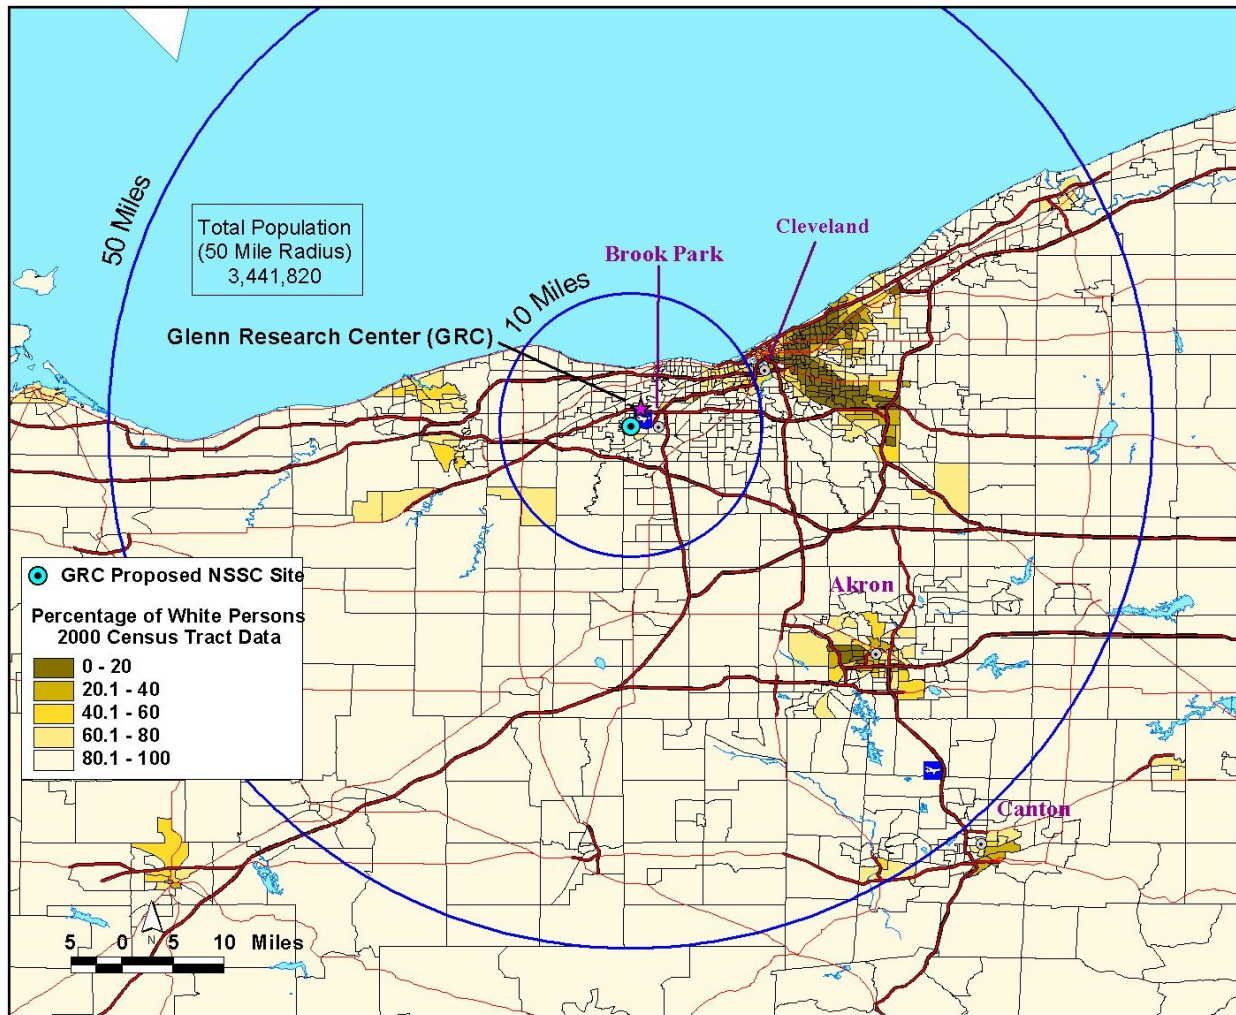 50 Miles
Total Population
(50 Mile Radius)
3,441,820
Cleveland
Brook Park
10 Miles
Glenn Research Center (GRC)
GRC Proposed NSSC Site
Percentage of White Persons
2000 Census Tract Data
0 - 20
20.1 - 40
40.1 - 60
60.1 - 80
80.1 - 100
Akron
Canton
N
5 0 5 10 Miles